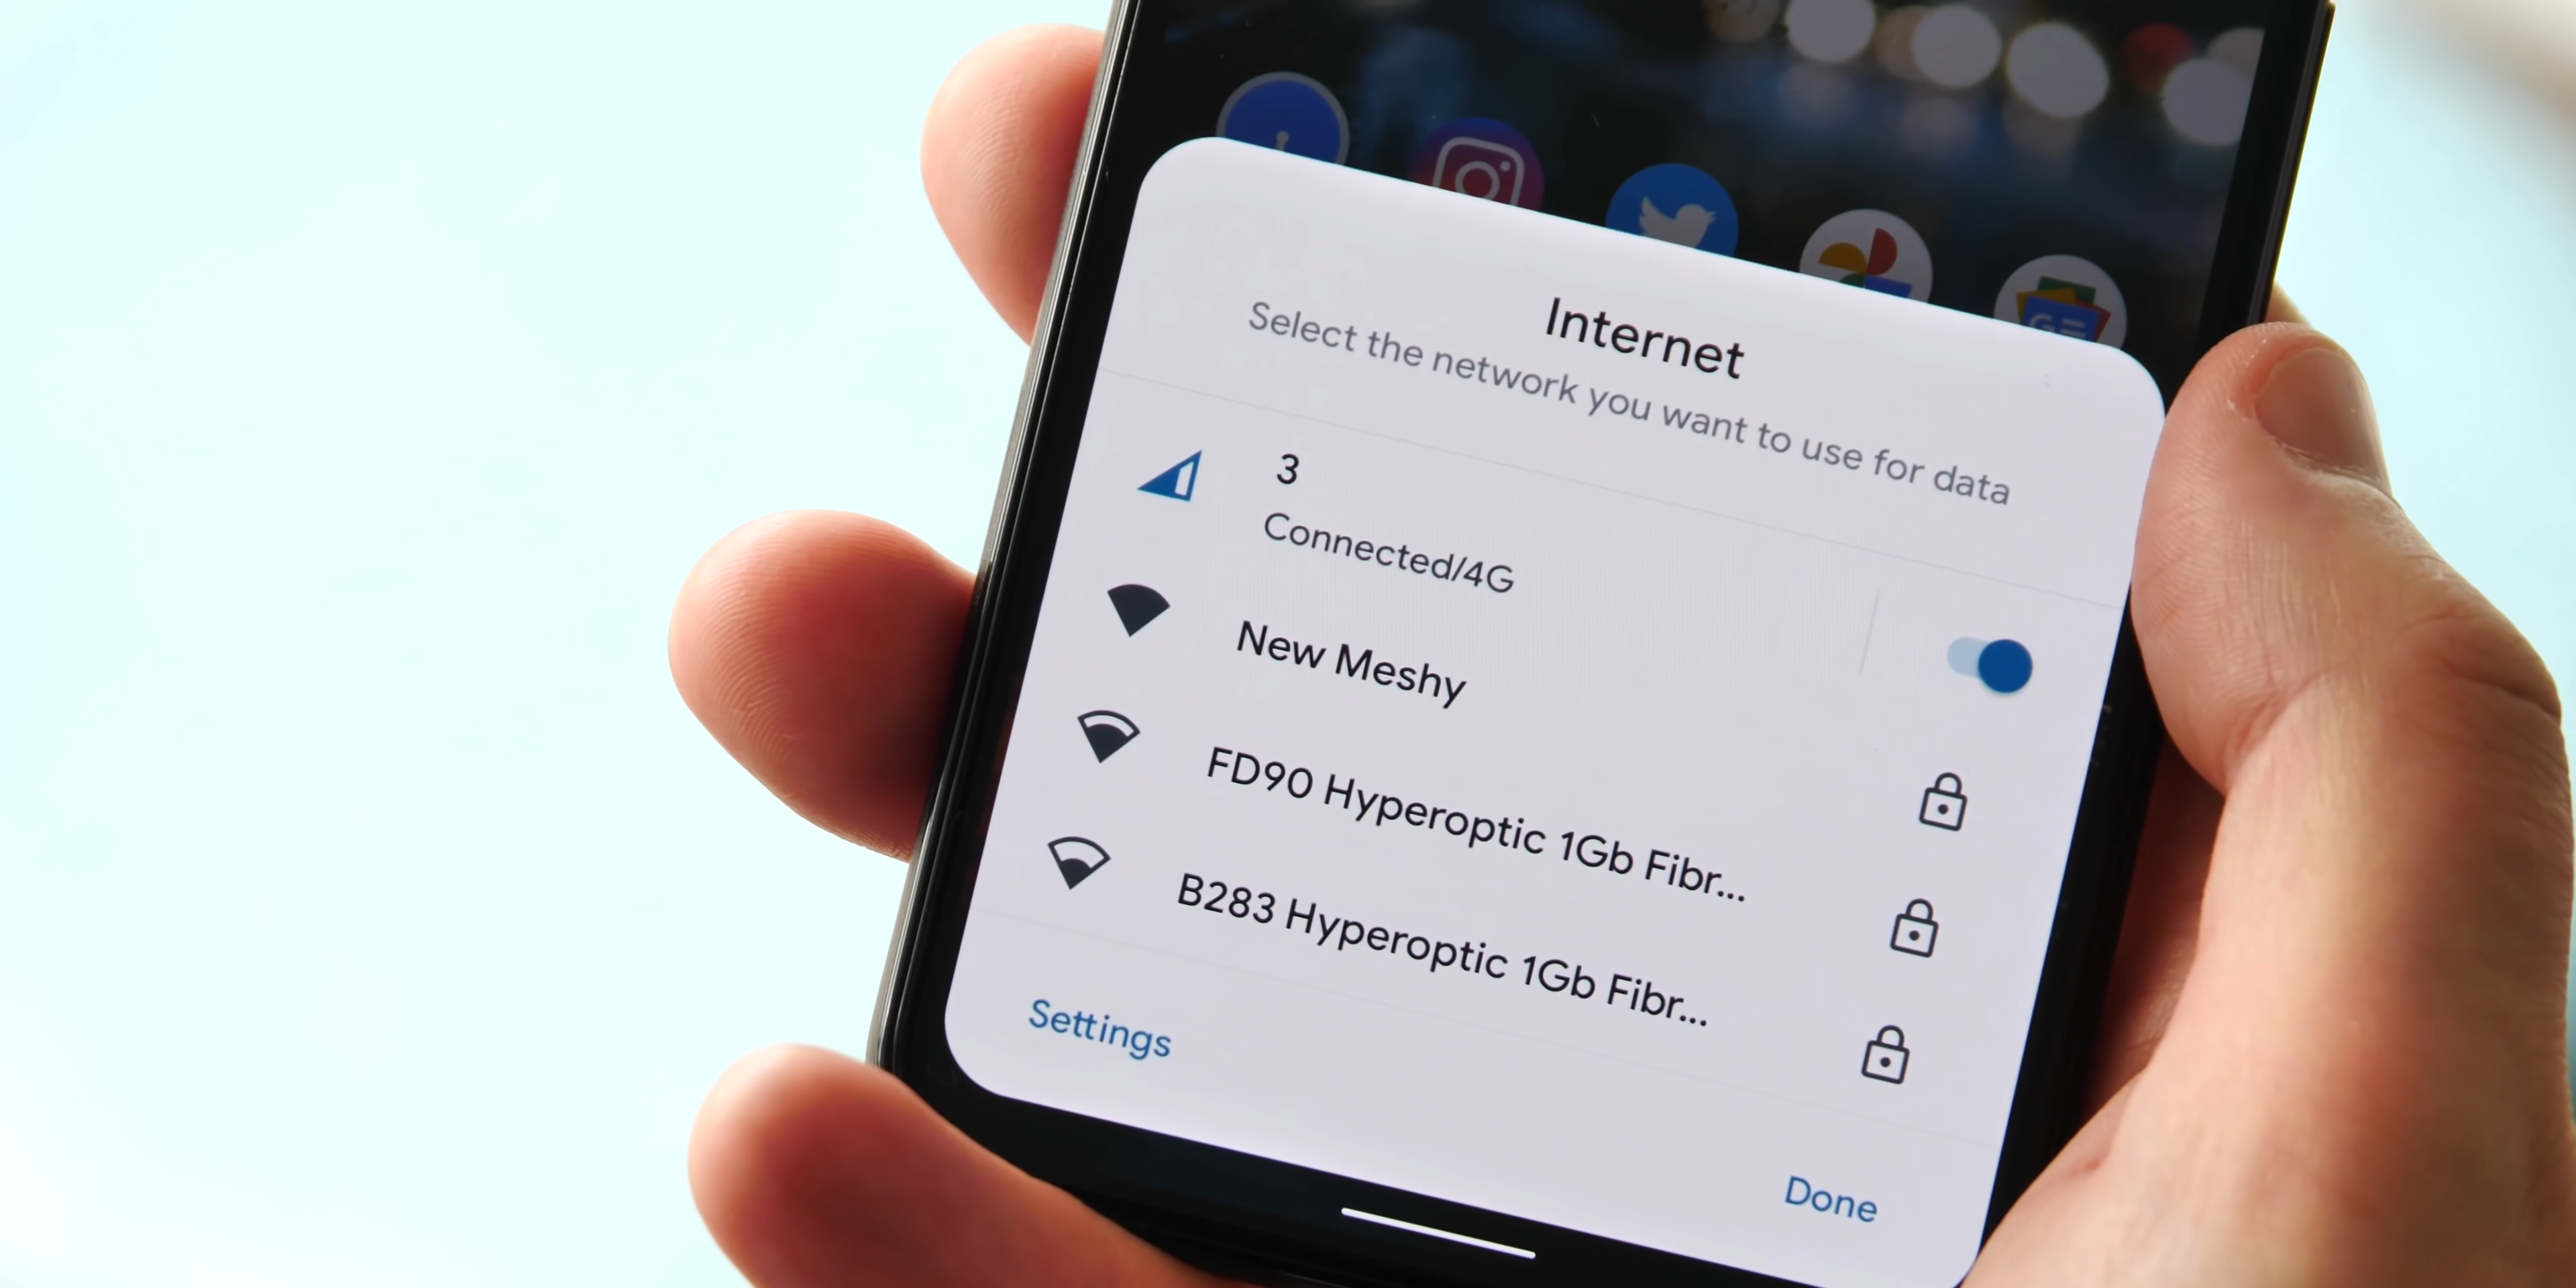 Internet
Select the network you want to use for data
3
Connected/4G
New Meshy
FD90 Hyperoptic 1Gb Fibr...
B283 Hyperoptic 1Gb Fibr...
Settings
Done